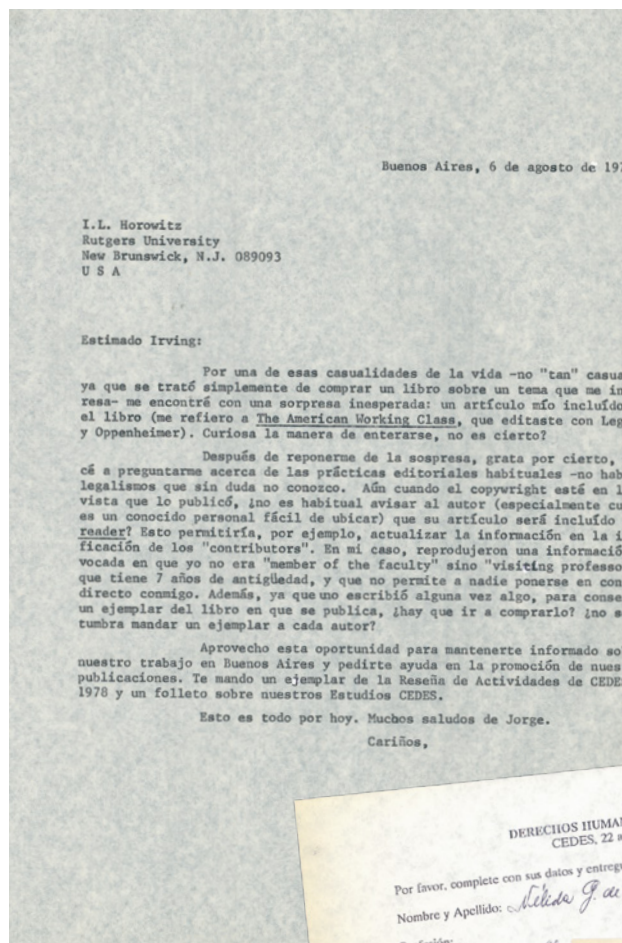 Buenos Aires, 6 de agosto de 197
I.L. Horowitz
Rutgers University
New Brunswick, N.J. 089093
U S A
Estimado Irving:
Por una de esas casualidades de la vida -no "tan" casua
ya que se trató simplemente de comprar un libro sobre un tema que me in
resa- me encontré con una sorpresa inesperada: un artículo mío incluído
el libro (me refiero a The American Working Class, que editaste con Leg
y Oppenheimer). Curiosa la manera de enterarse, no es cierto?
Después de reponerme de la sospresa, grata por cierto,
cé a preguntarme acerca de las prácticas editoriales habituales -no hab
legalismos que sin duda no conozco. Aún cuando el copywright esté en l
vista que lo publicó, ¿no es habitual avisar al autor (especialmente cu
es un conocido personal fácil de ubicar) que su artículo será incluído
reader? Esto permitiría, por ejemplo, actualizar la información en la i
ficación de los "contributors". En mi caso, reprodujeron una informació
vocada en que yo no era "member of the faculty" sino "visiting professo
que tiene 7 años de antigüedad, y que no permite a nadie ponerse en con
directo conmigo. Además, ya que uno escribió alguna vez algo, para conse
un ejemplar del libro en que se publica, ¿hay que ir a comprarlo? ¿no s
tumbra mandar un ejemplar a cada autor?
Aprovecho esta oportunidad para mantenerte informado so
nuestro trabajo en Buenos Aires y pedirte ayuda en la promoción de nues
publicaciones. Te mando un ejemplar de la Reseña de Actividades de CEDE
1978 y un folleto sobre nuestros Estudios CEDES.
Esto es todo por hoy. Muchos saludos de Jorge.
Cariños,
DERECHOS HUMA
CEDES, 22 a
Por favor, complete con sus datos y entregu
Nombre y Apellido: Nélida G. de